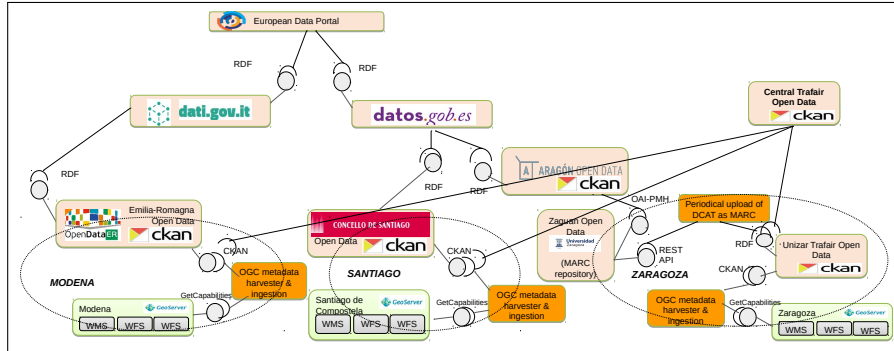 European Data Portal
RDF
RDF
dati.gov.it
datos.gob.es
Central Trafair
Open Data
ckan
RDF
RDF
RDF
ARAGÓN OPEN DATA
ckan
OAI-PMH
Emilia-Romagna
Open Data
OpenDataER
ckan
CONCELLO DE SANTIAGO
Open Data
ckan
Zaguan Open
Data
Universidad
Zaragoza
(MARC
repository)
Periodical upload of
DCAT as MARC
RDF
REST
API
Unizar Trafair Open
Data
ckan
CKAN
CKAN
CKAN
MODENA
SANTIAGO
ZARAGOZA
OGC metadata
harvester &
ingestion
OGC metadata
harvester &
ingestion
OGC metadata
harvester &
ingestion
GetCapabilities
GetCapabilities
GetCapabilities
Modena
GeoServer
WMS
WFS
WFS
Santiago de
Compostela
GeoServer
WMS
WFS
WFS
Zaragoza
GeoServer
WMS
WFS
WFS